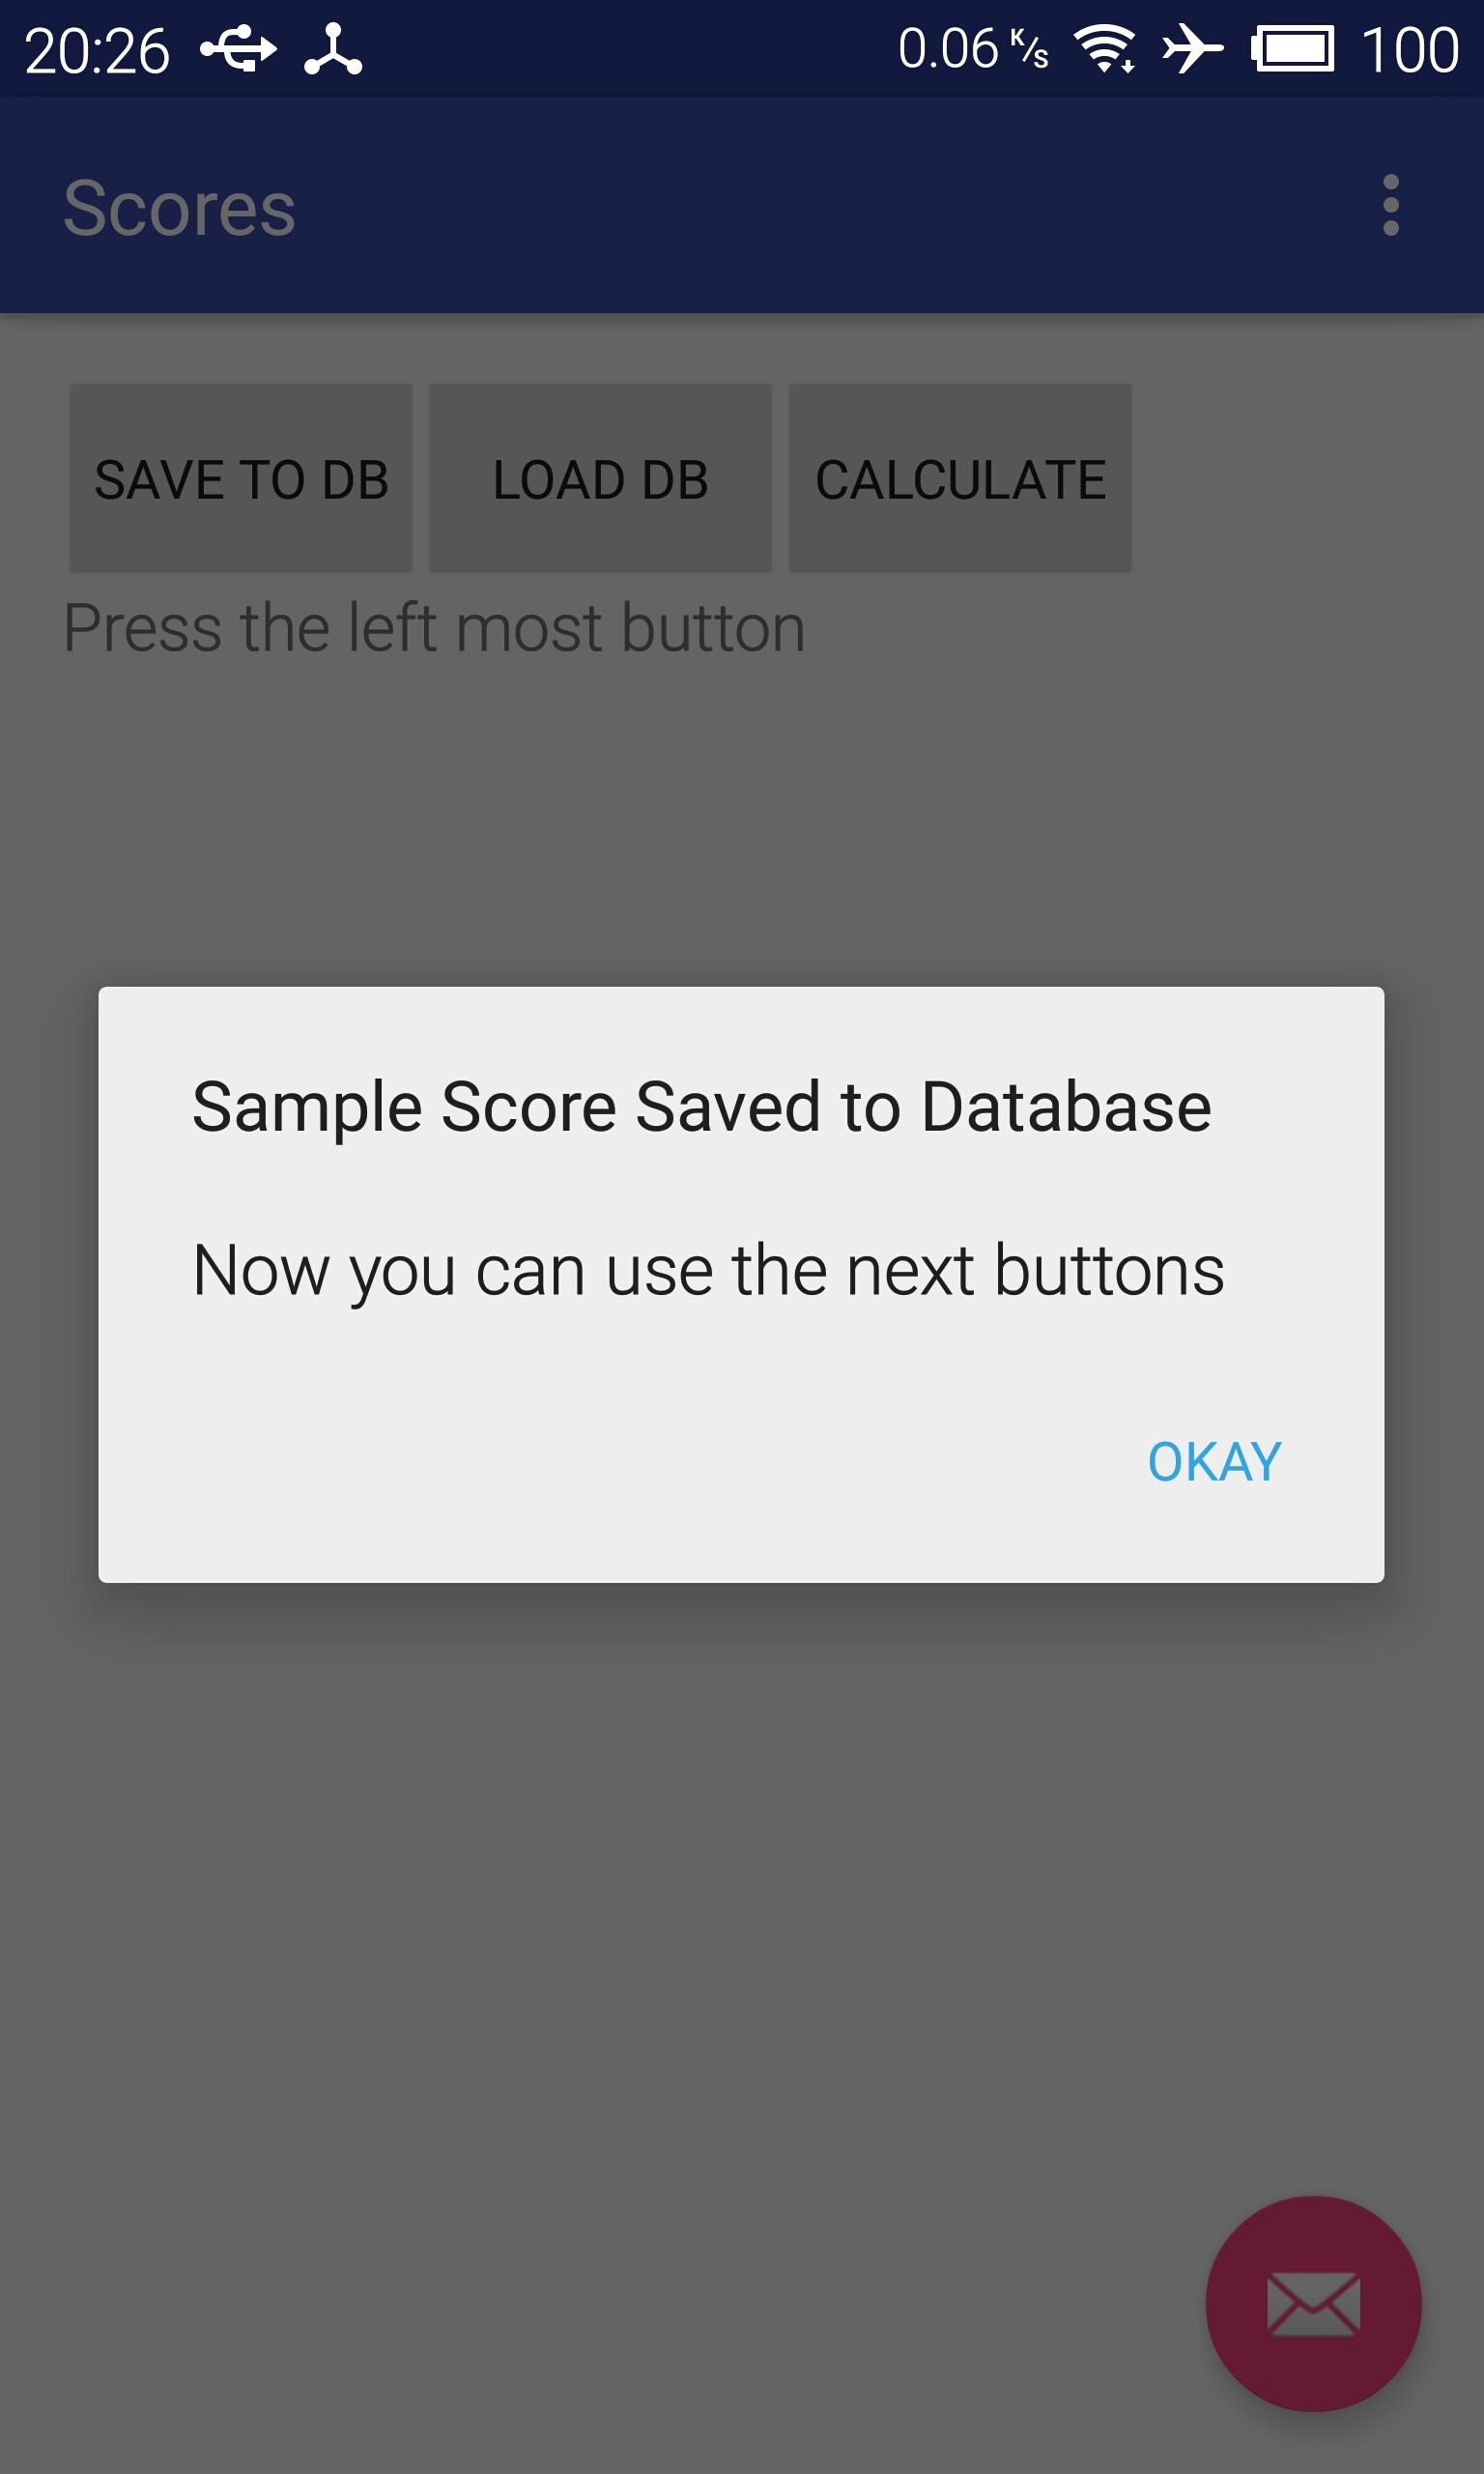 20:26 0.06 K/s 100
Scores
SAVE TO DB LOAD DB CALCULATE
Press the left most button
Sample Score Saved to Database
Now you can use the next buttons
OKAY